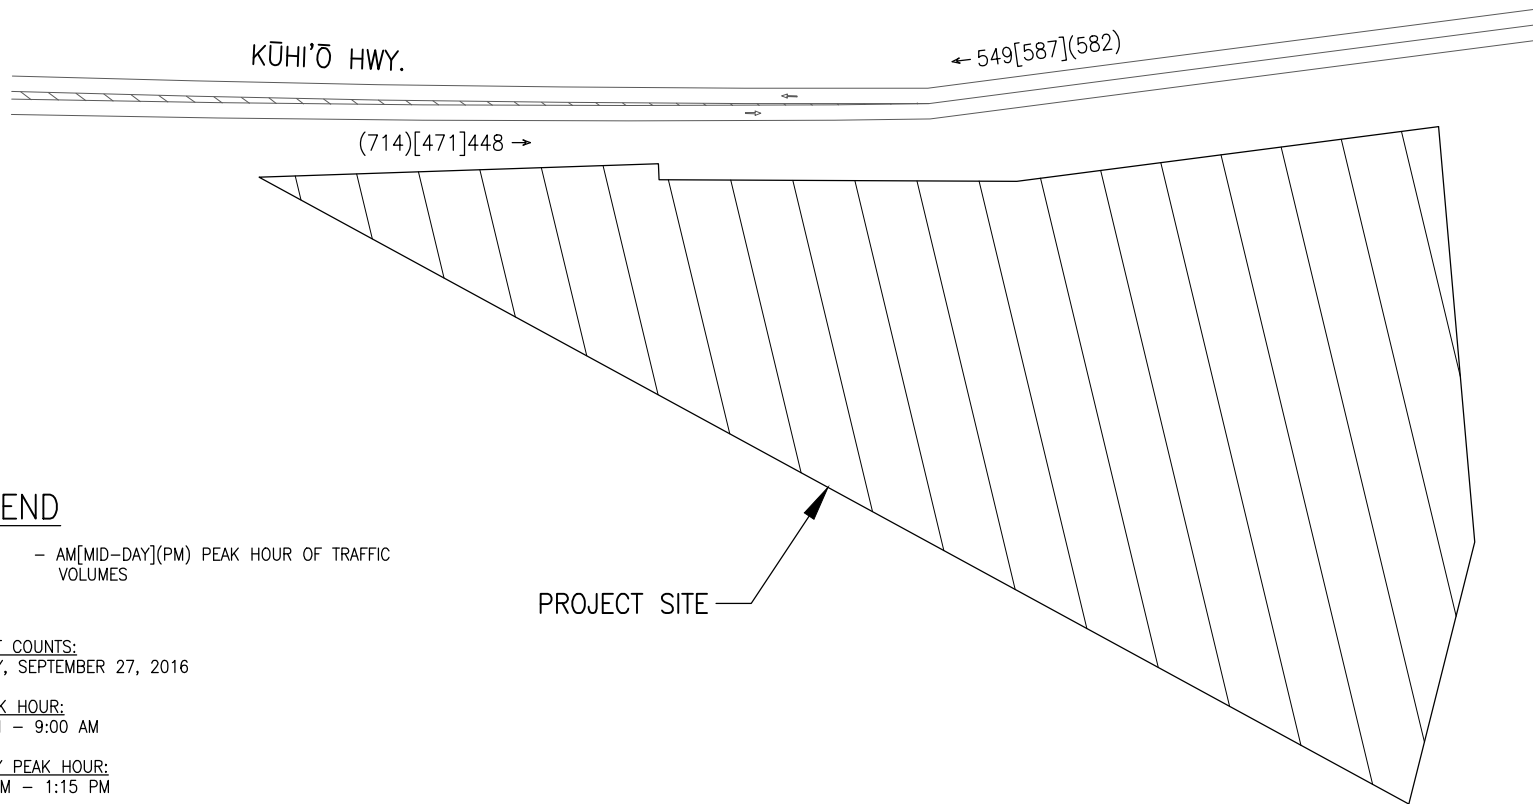 KŪHI'Ō HWY.
← 549[587](582)
(714)[471]448 →
END
– AM[MID–DAY](PM) PEAK HOUR OF TRAFFIC
VOLUMES
PROJECT SITE
COUNTS:
SEPTEMBER 27, 2016
HOUR:
– 9:00 AM
PEAK HOUR:
– 1:15 PM